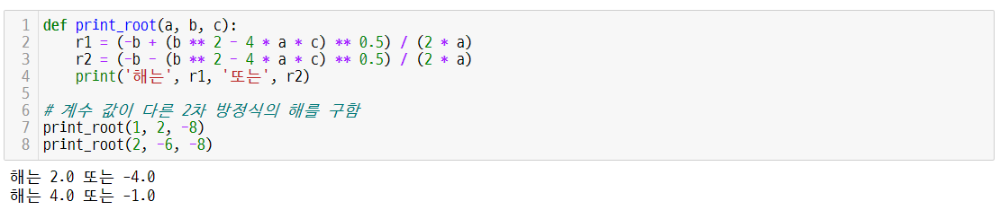 1 def print_root(a, b, c):
2     r1 = (-b + (b ** 2 - 4 * a * c) ** 0.5) / (2 * a)
3     r2 = (-b - (b ** 2 - 4 * a * c) ** 0.5) / (2 * a)
4     print('해는', r1, '또는', r2)
5
6 # 계수 값이 다른 2차 방정식의 해를 구함
7 print_root(1, 2, -8)
8 print_root(2, -6, -8)
해는 2.0 또는 -4.0
해는 4.0 또는 -1.0